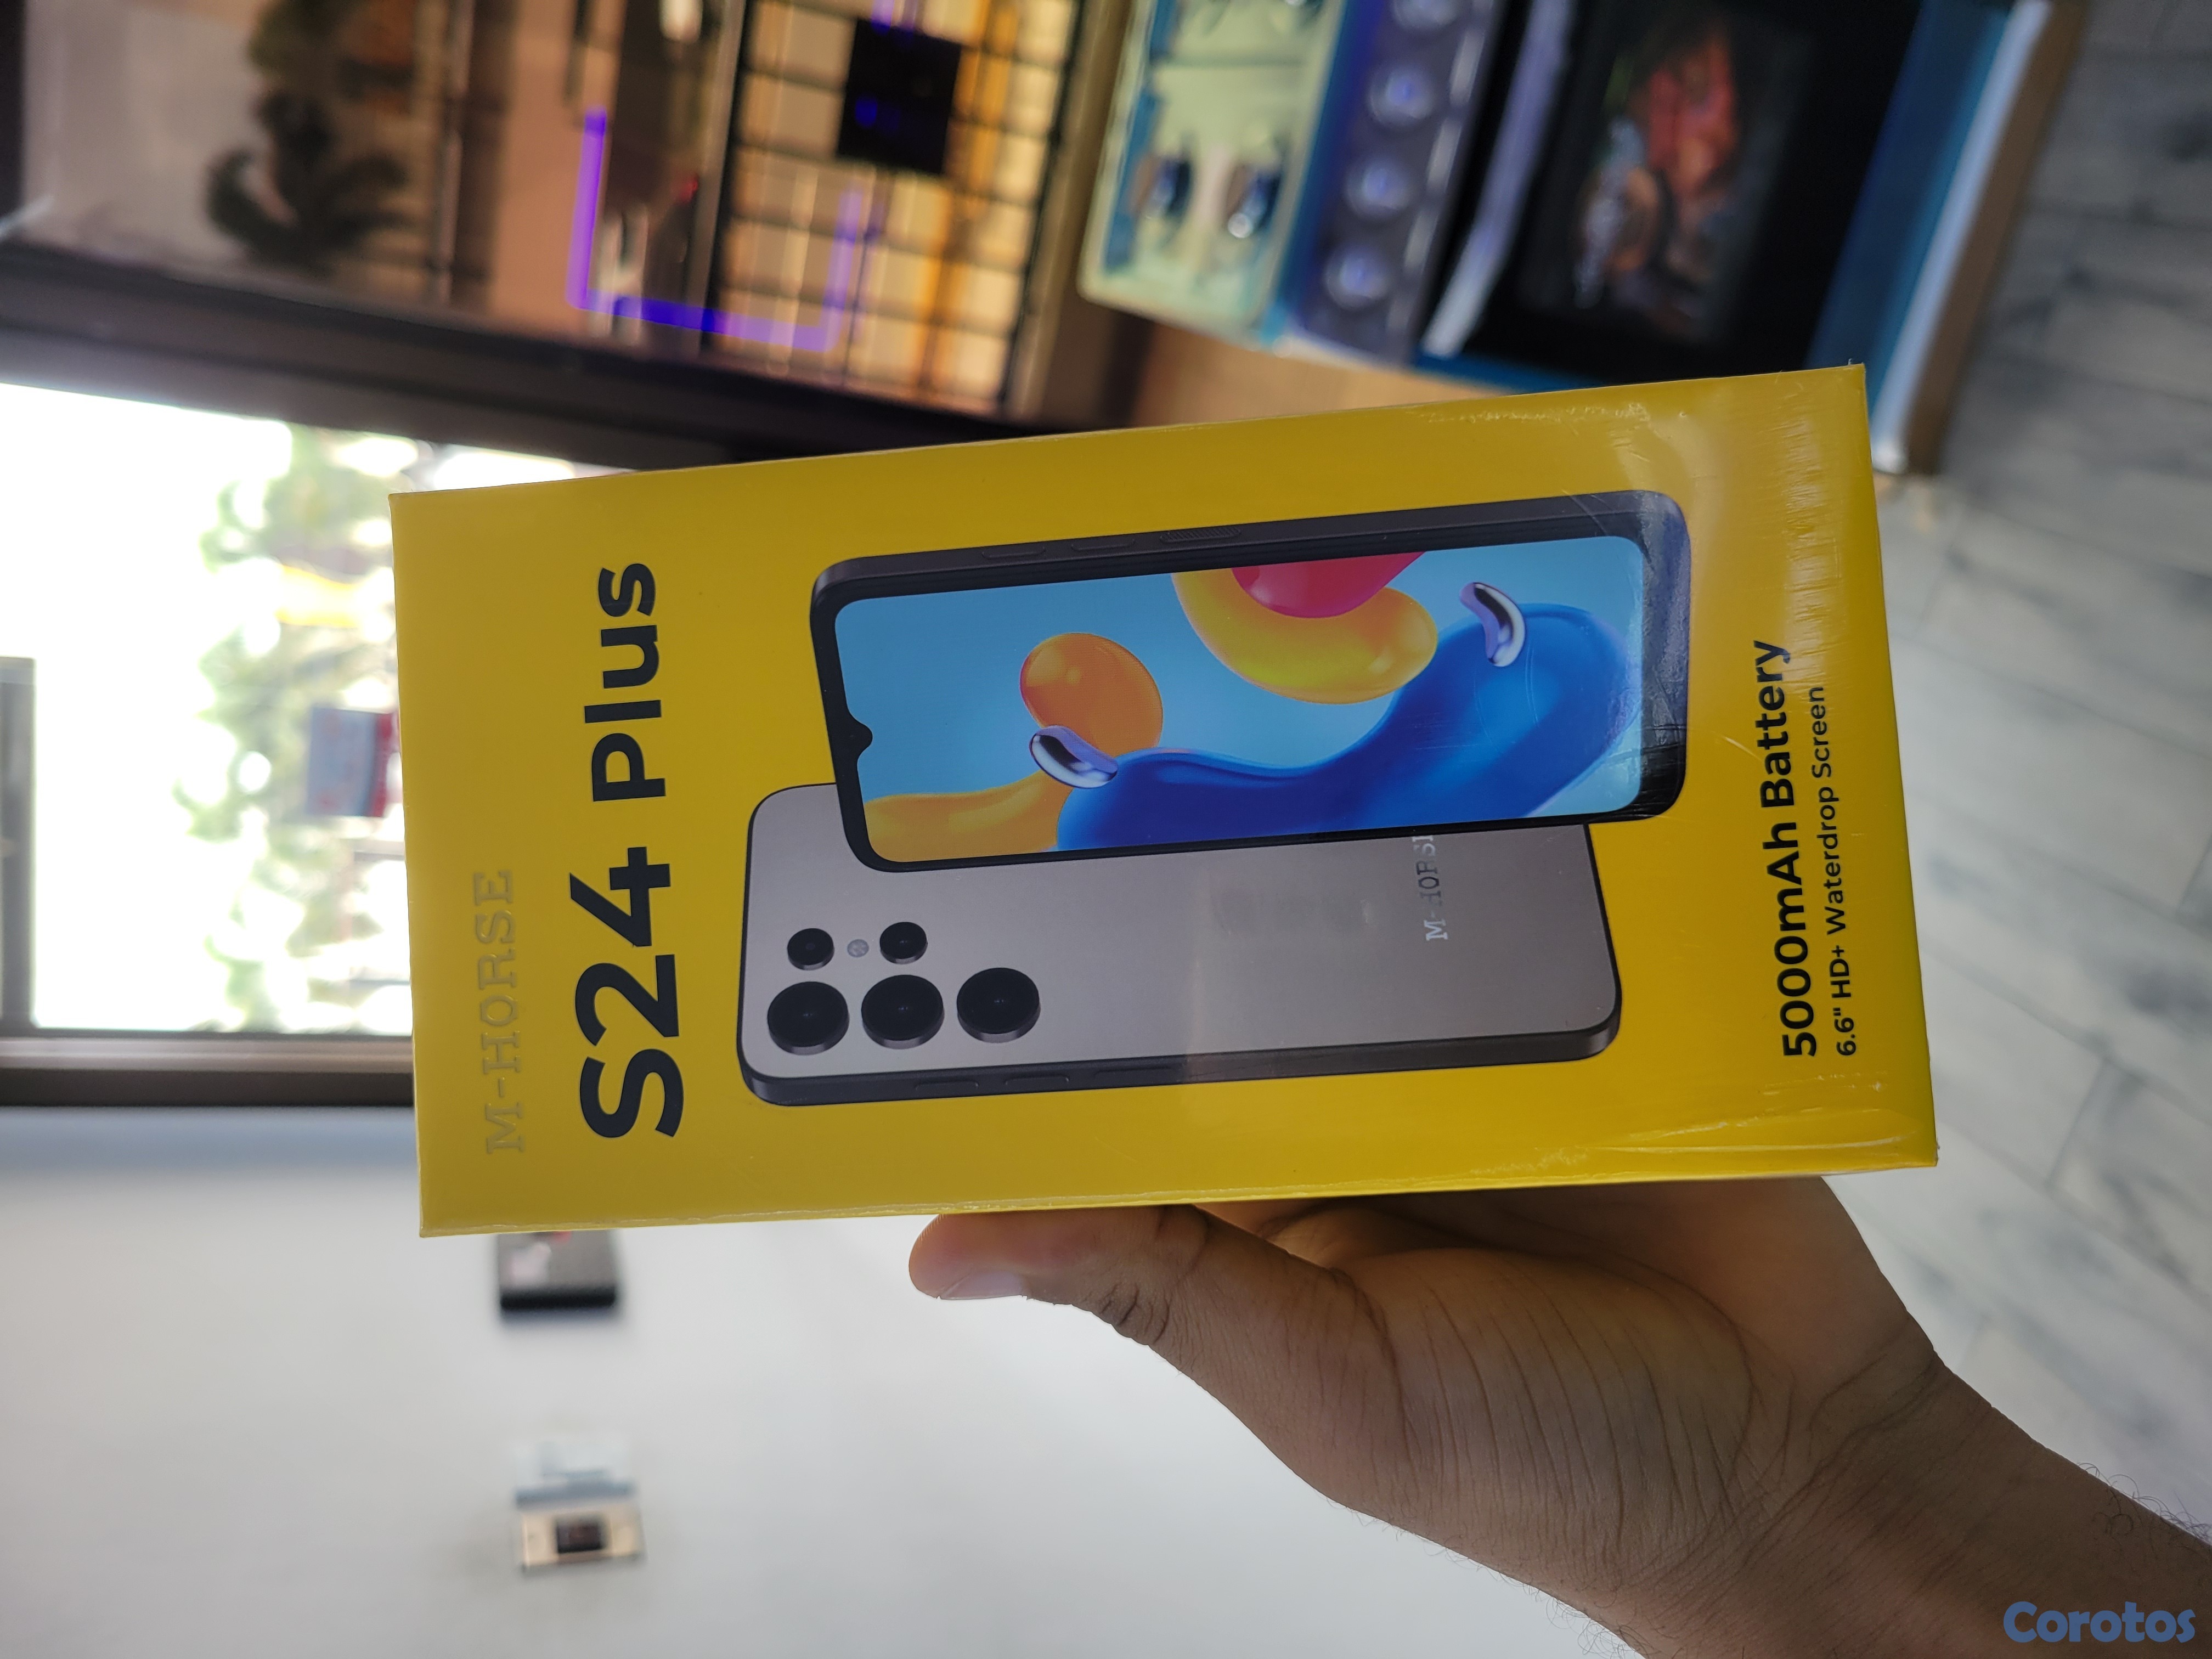 M-HORSE
S24 Plus
M-HORSE
5000mAh Battery
6.6" HD+ Waterdrop Screen
Corotos